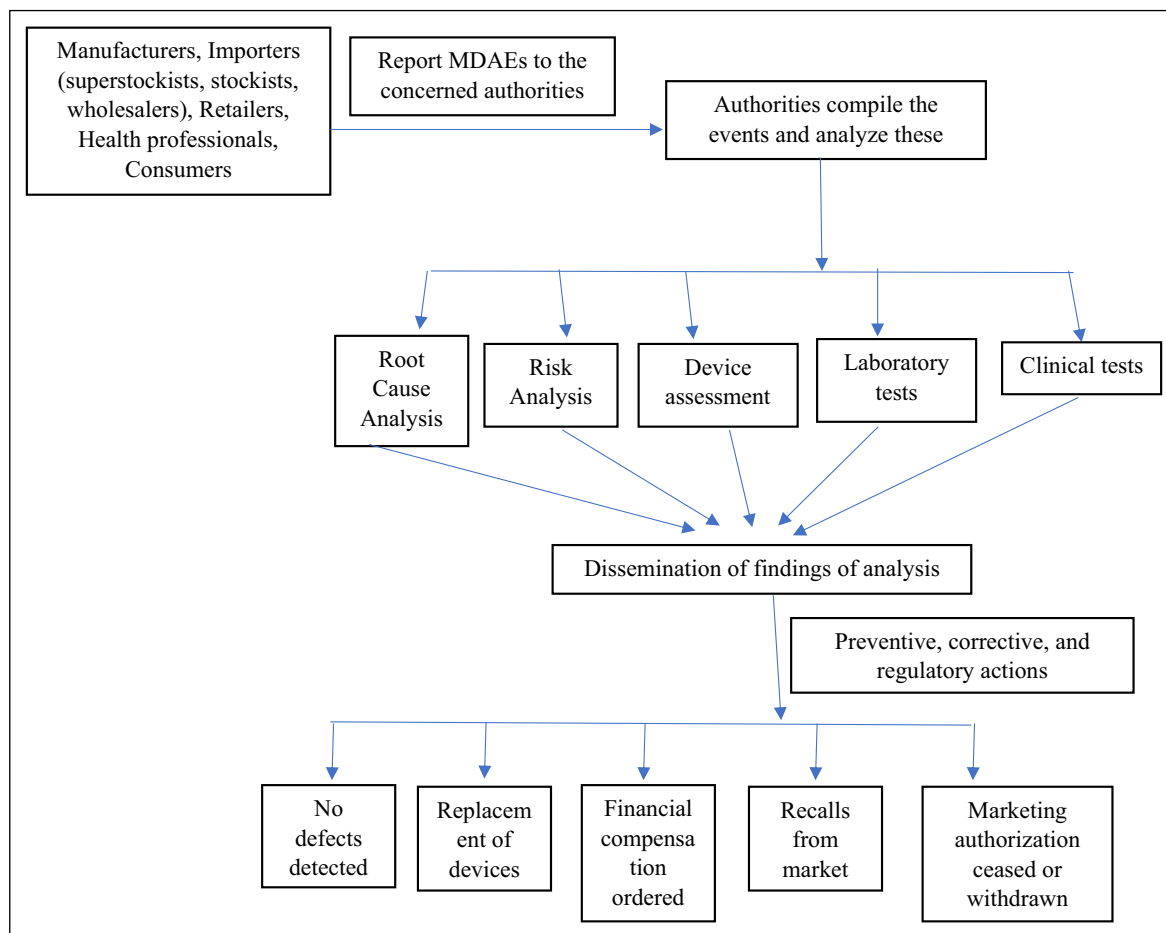 Manufacturers, Importers
(superstockists, stockists,
wholesalers), Retailers,
Health professionals,
Consumers
Report MDAEs to the
concerned authorities
Authorities compile the
events and analyze these
Root
Cause
Analysis
Risk
Analysis
Device
assessment
Laboratory
tests
Clinical tests
Dissemination of findings of analysis
Preventive, corrective, and
regulatory actions
No
defects
detected
Replacem
ent of
devices
Financial
compensa
tion
ordered
Recalls
from
market
Marketing
authorization
ceased or
withdrawn